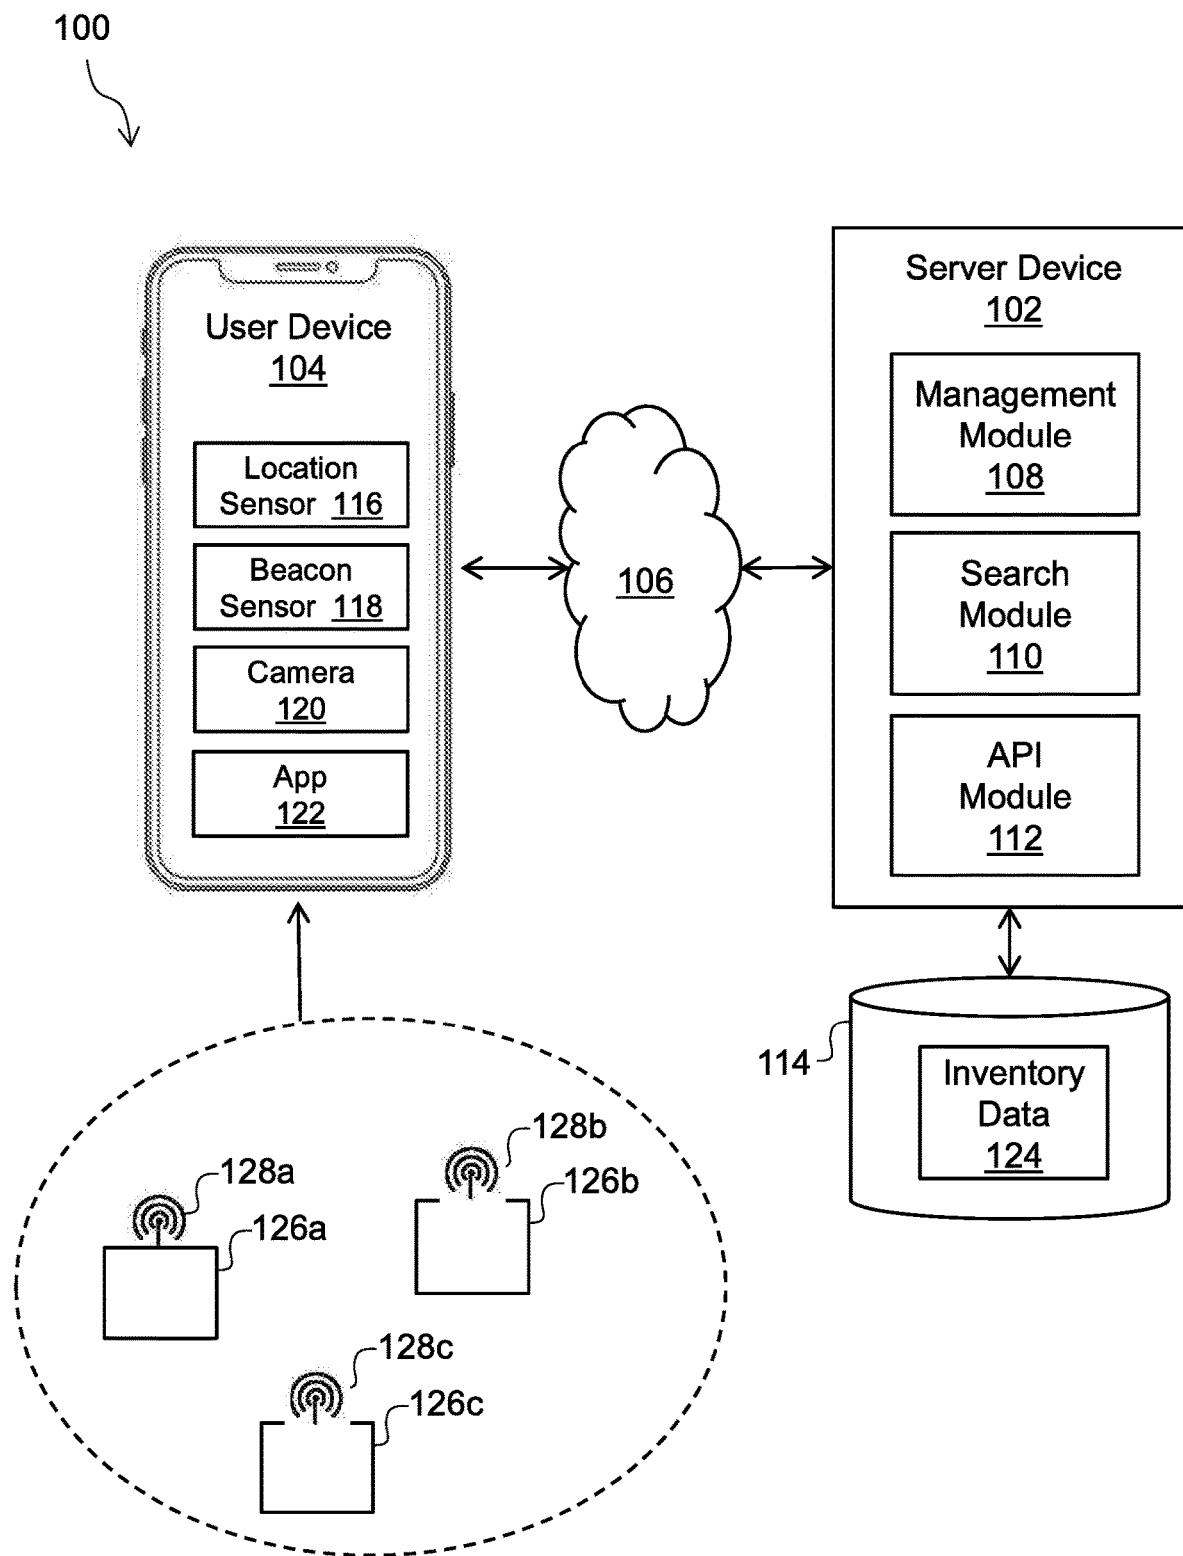 100
User Device
104
Location
Sensor 116
Beacon
Sensor 118
Camera
120
App
122
106
Server Device
102
Management
Module
108
Search
Module
110
API
Module
112
114
Inventory
Data
124
128a
126a
128b
126b
128c
126c